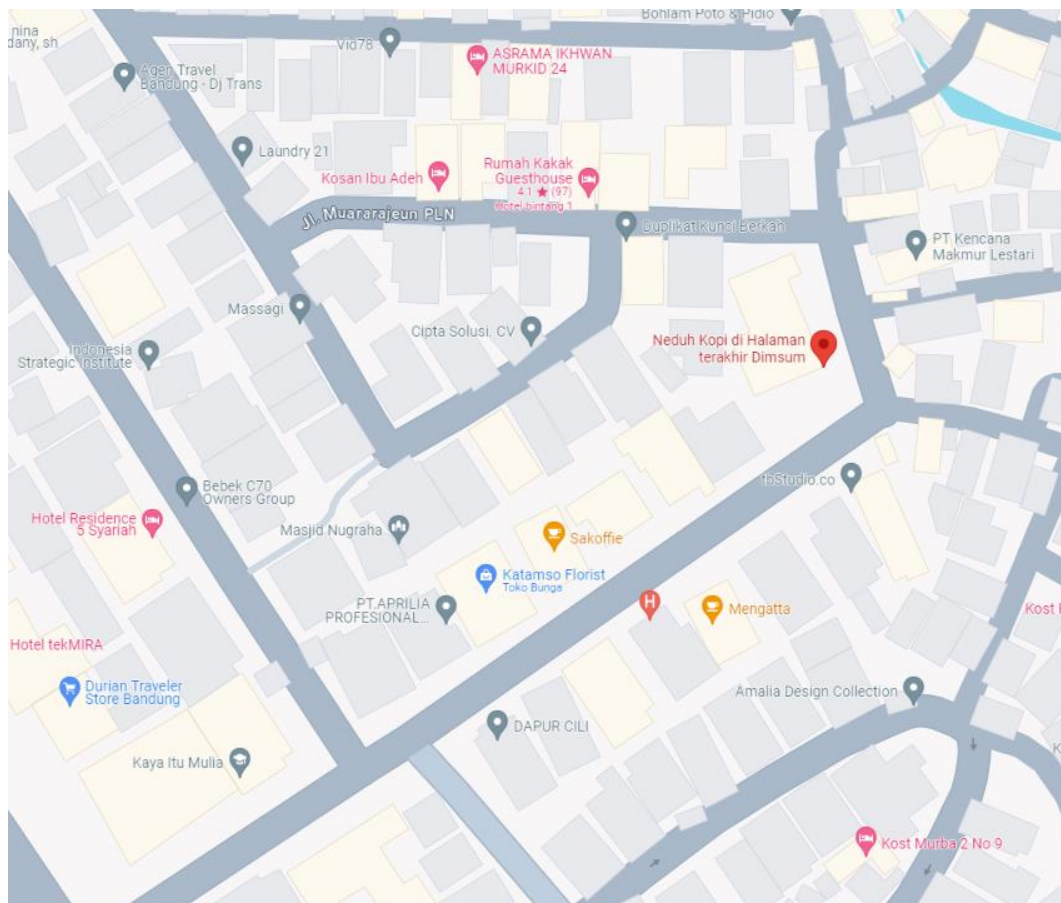 nina
dany, sh
Bohlam Poto & Pidio
Vid78
ASRAMA IKHWAN
MURKID 24
Agen Travel
Bandung - Dj Trans
Laundry 21
Kosan Ibu Adeh
Rumah Kakak
Guesthouse
4.1 ★ (97)
Hotel bintang 1
Jl. Muararajeun PLN
Duplikat Kunci Berkah
PT Kencana
Makmur Lestari
Massagi
Cipta Solusi, CV
Neduh Kopi di Halaman
terakhir Dimsum
Indonesia
Strategic Institute
Bebek C70
Owners Group
tbStudio.co
Hotel Residence
5 Syariah
Masjid Nugraha
Sakoffie
Katamso Florist
Toko Bunga
PT.APRILIA
PROFESIONAL...
H
Mengatta
Kost
Hotel tekMIRA
Durian Traveler
Store Bandung
Amalia Design Collection
DAPUR CILI
Kaya Itu Mulia
K
Kost Murba 2 No 9